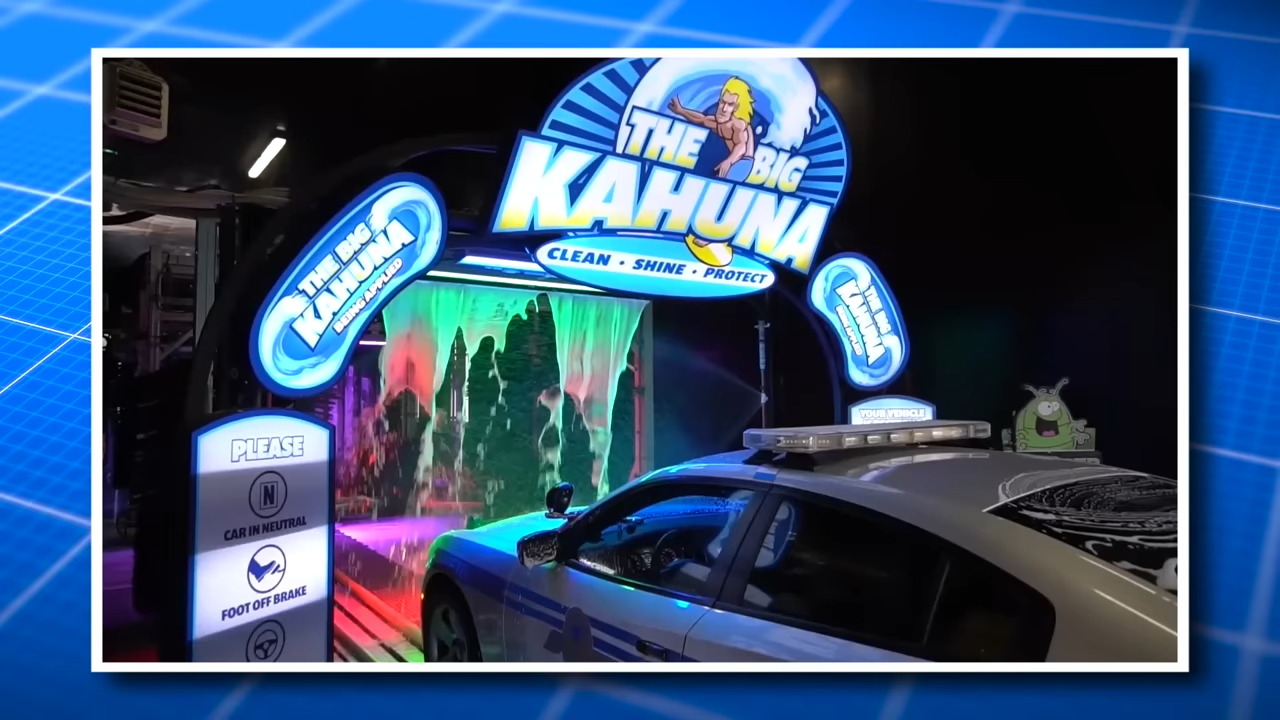 THE BIG
KAHUNA
CLEAN · SHINE · PROTECT
THE BIG
KAHUNA
BEING APPLIED
THE BIG
KAHUNA
YOUR VEHICLE
PLEASE
N
CAR IN NEUTRAL
FOOT OFF BRAKE